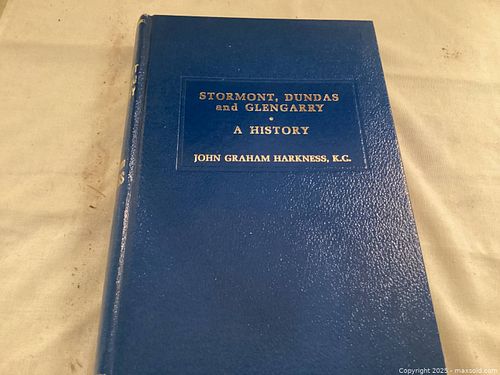 STORMONT, DUNDAS
and GLENGARRY
•
A HISTORY
JOHN GRAHAM HARKNESS, K.C.
Copyright 2025 - maxsold.com